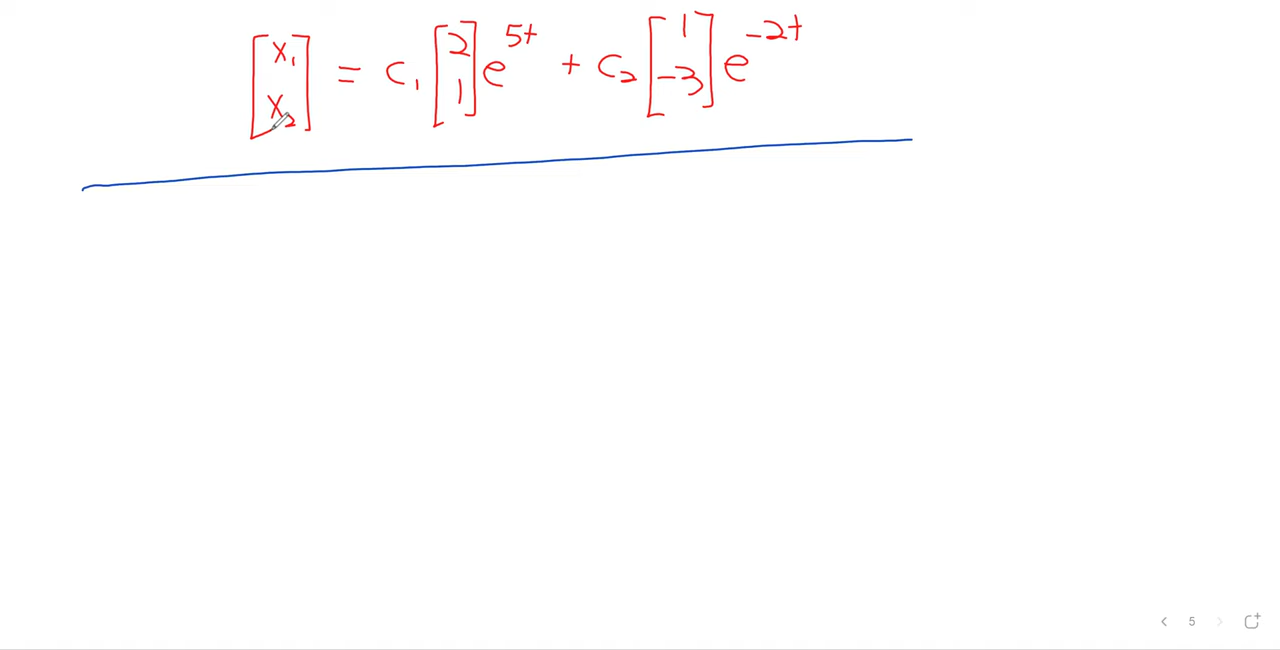 [x₁ x₂] = c₁ [2 1] e^5t + c₂ [1 -3] e^-2t
< 5 >